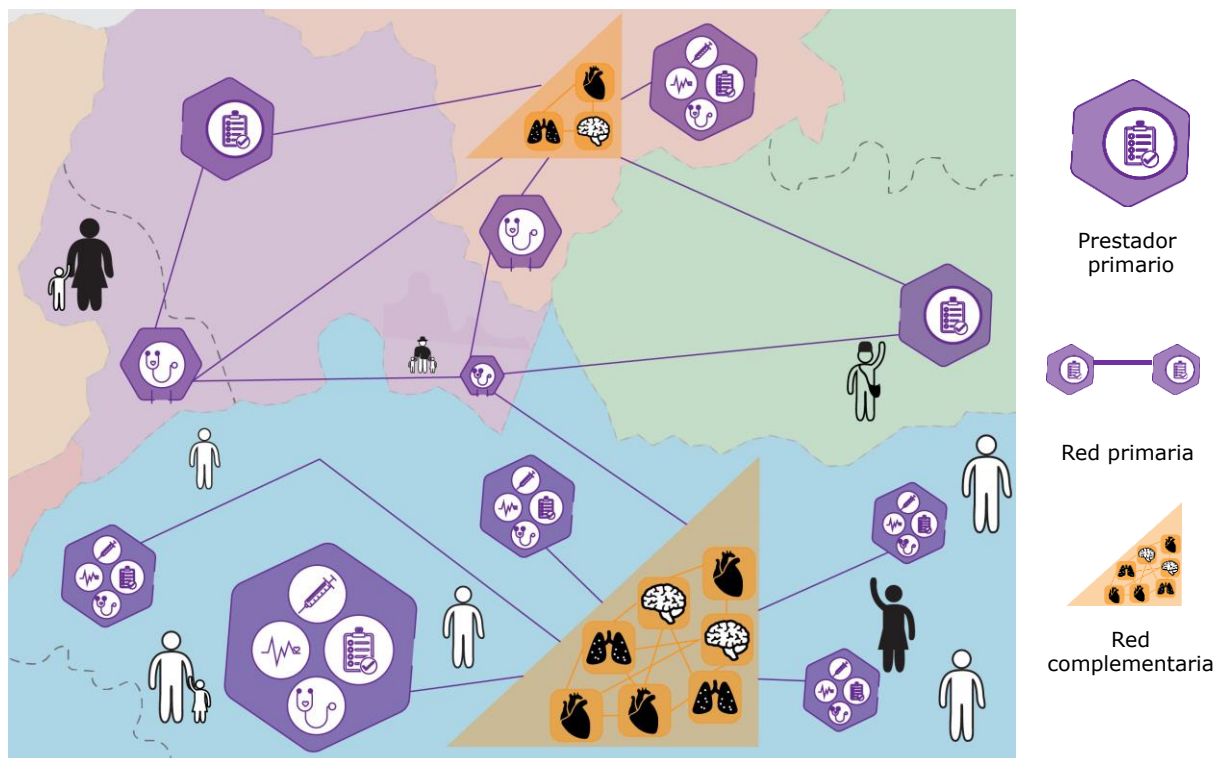 Prestador
primario
Red primaria
Red
complementaria